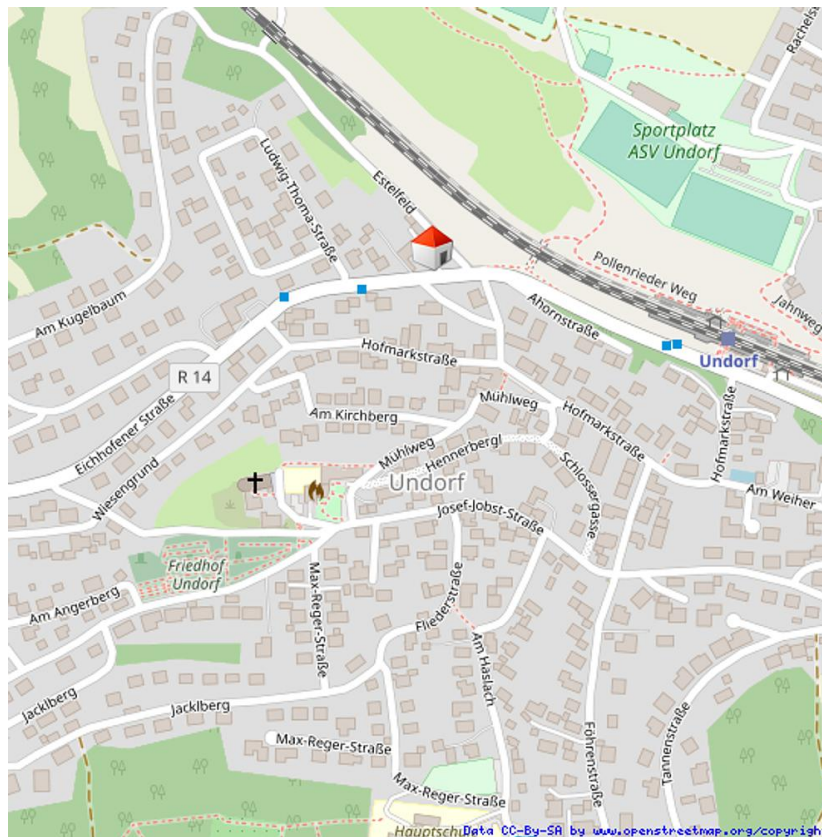 Rachels
Sportplatz
ASV Undorf
Ludwig-Thoma-Straße
Estelfeld
Pollenrieder Weg
Jahnweg
Am Kugelbaum
Ahornstraße
Hofmarkstraße
Undorf
R 14
Mühlweg
Am Kirchberg
Hofmarkstraße
Hofmarkstraße
Eichhofener Straße
Mühlweg
Hennerbergl
Wiesengrund
Undorf
Schlossergasse
Am Weiher
Josef-Jobst-Straße
Friedhof
Undorf
Max-Reger-Straße
Fliederstraße
Am Angerberg
Am Haslach
Jacklberg
Jacklberg
Tannenstraße
Föhrenstraße
Max-Reger-Straße
Max-Reger-Straße
Hauptschu
Data CC-By-SA by www.openstreetmap.org/copyrigh